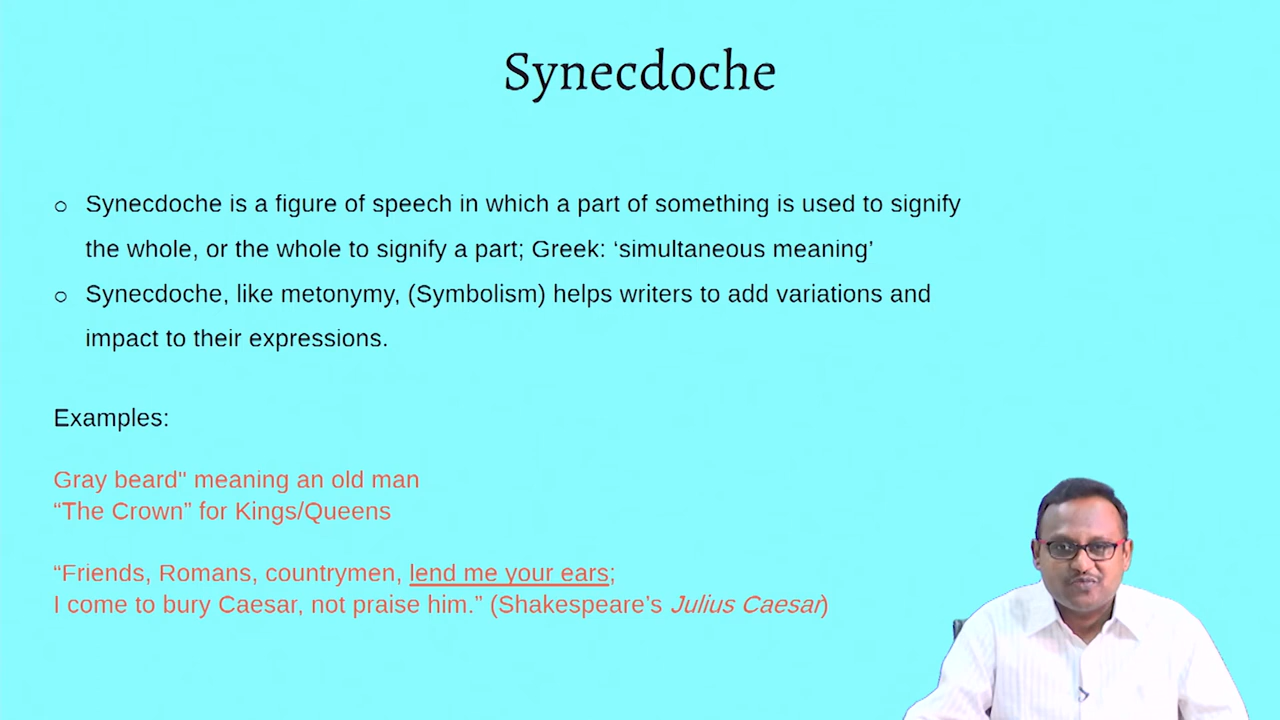 Synecdoche
○ Synecdoche is a figure of speech in which a part of something is used to signify
the whole, or the whole to signify a part; Greek: ‘simultaneous meaning’
○ Synecdoche, like metonymy, (Symbolism) helps writers to add variations and
impact to their expressions.
Examples:
Gray beard" meaning an old man
“The Crown” for Kings/Queens
“Friends, Romans, countrymen, lend me your ears;
I come to bury Caesar, not praise him.” (Shakespeare’s Julius Caesar)